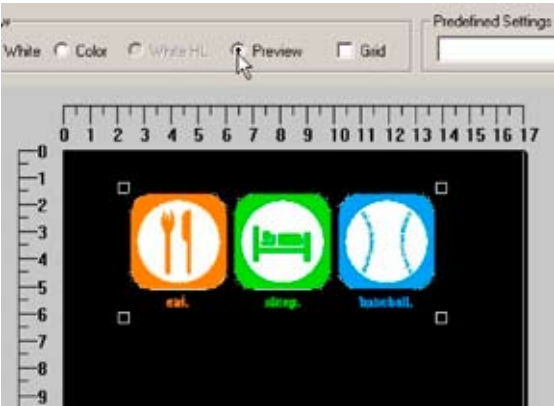 Predefined Settings
White Color White HL Preview Grid
0 1 2 3 4 5 6 7 8 9 10 11 12 13 14 15 16 17
0
1
2
3
4
5
6
7
8
9
eat. sleep. baseball.